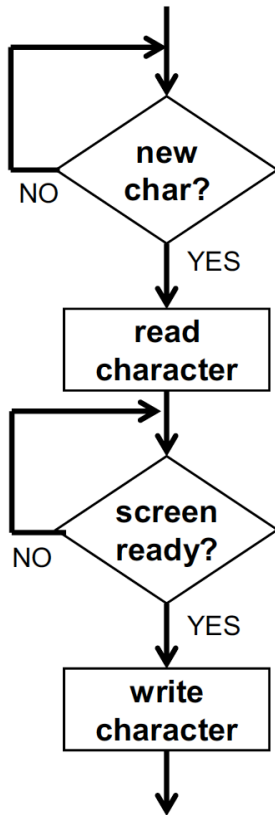 new
char?
NO
YES
read
character
screen
ready?
NO
YES
write
character